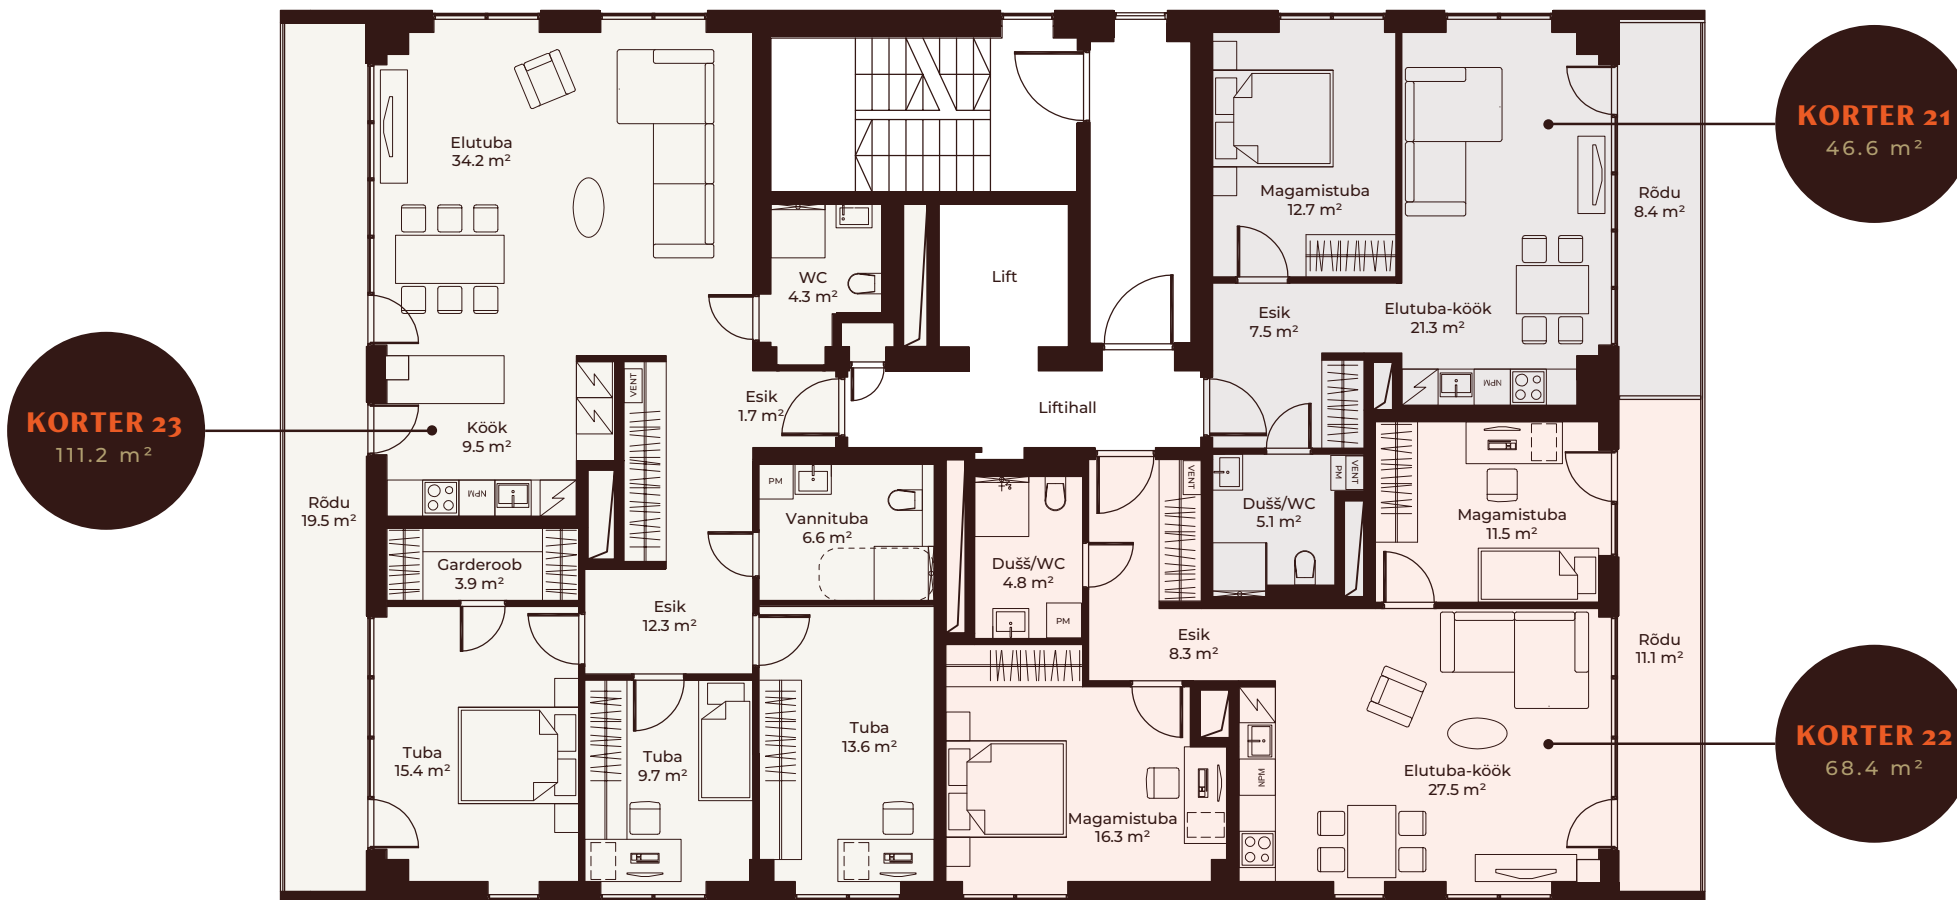 KORTER 21
46.6 m²
Elutuba
34.2 m²
Magamistuba
12.7 m²
Rõdu
8.4 m²
WC
4.3 m²
Lift
Esik
7.5 m²
Elutuba-köök
21.3 m²
VENT
NPM
Esik
1.7 m²
Liftihall
KORTER 23
111.2 m²
Köök
9.5 m²
NPM
Rõdu
19.5 m²
PM
Vannituba
6.6 m²
VENT
Dušš/WC
5.1 m²
PM
VENT
Magamistuba
11.5 m²
Garderoob
3.9 m²
Dušš/WC
4.8 m²
PM
Esik
12.3 m²
Esik
8.3 m²
Rõdu
11.1 m²
Tuba
15.4 m²
Tuba
9.7 m²
Tuba
13.6 m²
Magamistuba
16.3 m²
NPM
Elutuba-köök
27.5 m²
KORTER 22
68.4 m²